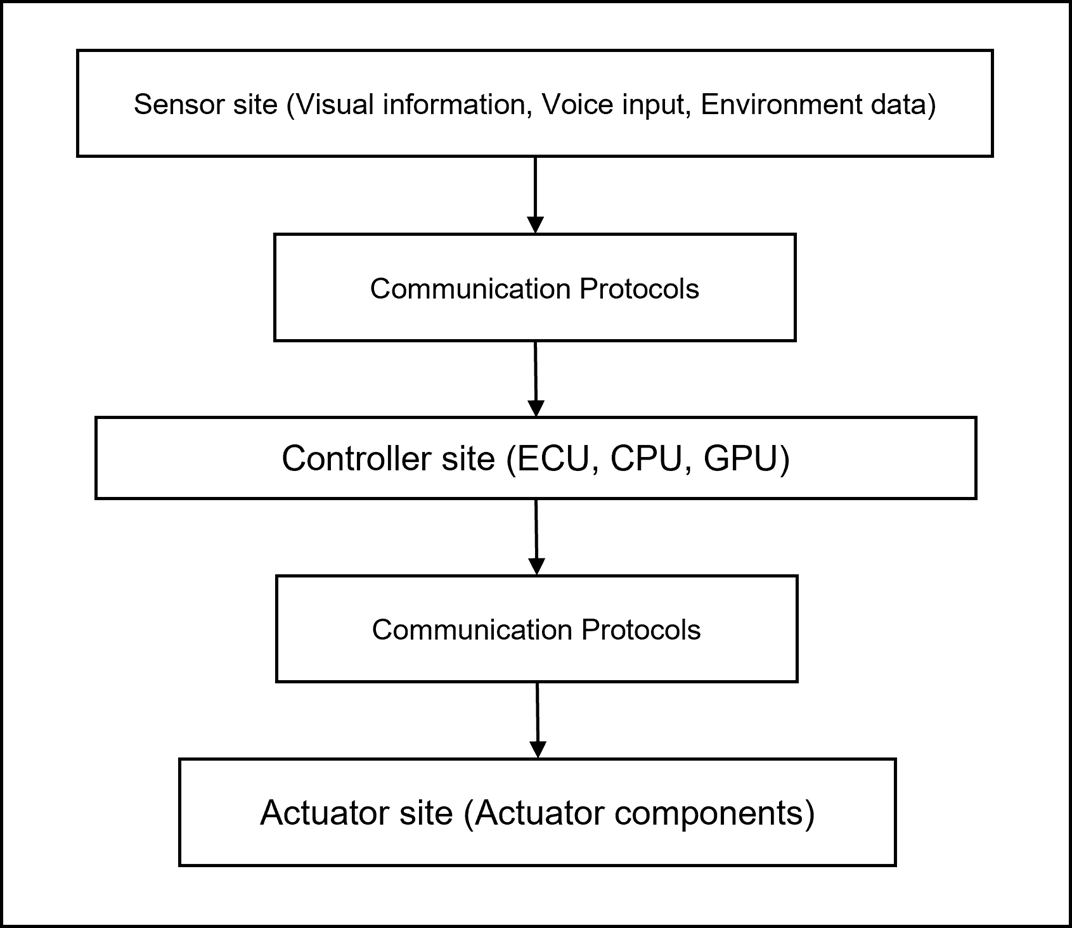 Sensor site (Visual information, Voice input, Environment data)
Communication Protocols
Controller site (ECU, CPU, GPU)
Communication Protocols
Actuator site (Actuator components)